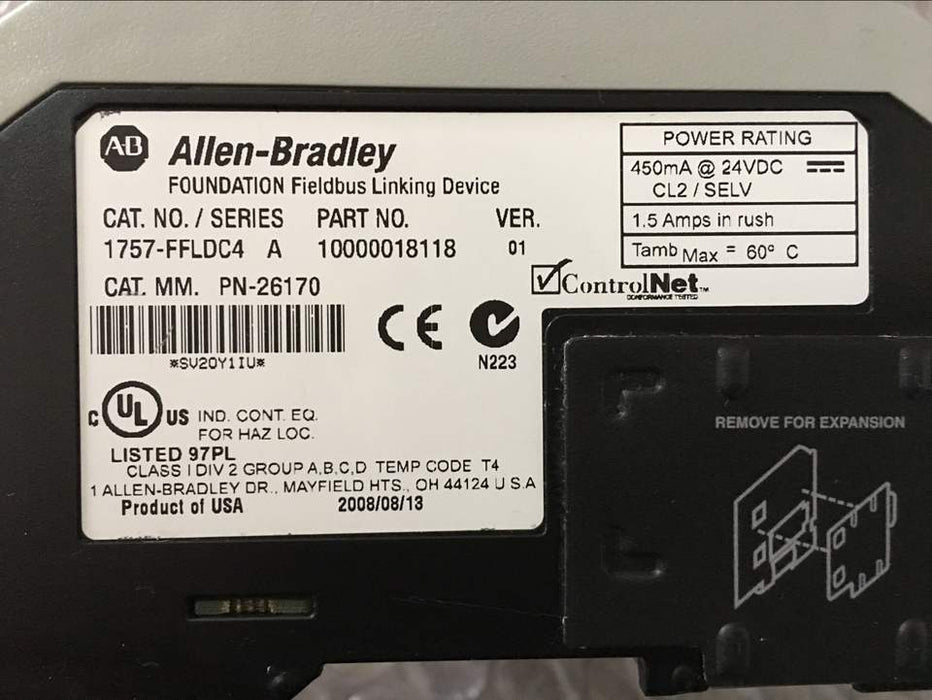 AB Allen-Bradley
FOUNDATION Fieldbus Linking Device
CAT. NO. / SERIES PART NO. VER.
1757-FFLDC4 A 10000018118 01
CAT. MM. PN-26170
*SV20Y1IU*
CE
N223
C UL US IND. CONT. EQ.
FOR HAZ LOC.
LISTED 97PL
CLASS I DIV 2 GROUP A,B,C,D TEMP CODE T4
1 ALLEN-BRADLEY DR., MAYFIELD HTS., OH 44124 U S.A
Product of USA 2008/08/13
POWER RATING
450mA @ 24VDC
CL2 / SELV
1.5 Amps in rush
Tamb Max = 60° C
ControlNet™
CONFORMANCE TESTED
REMOVE FOR EXPANSION